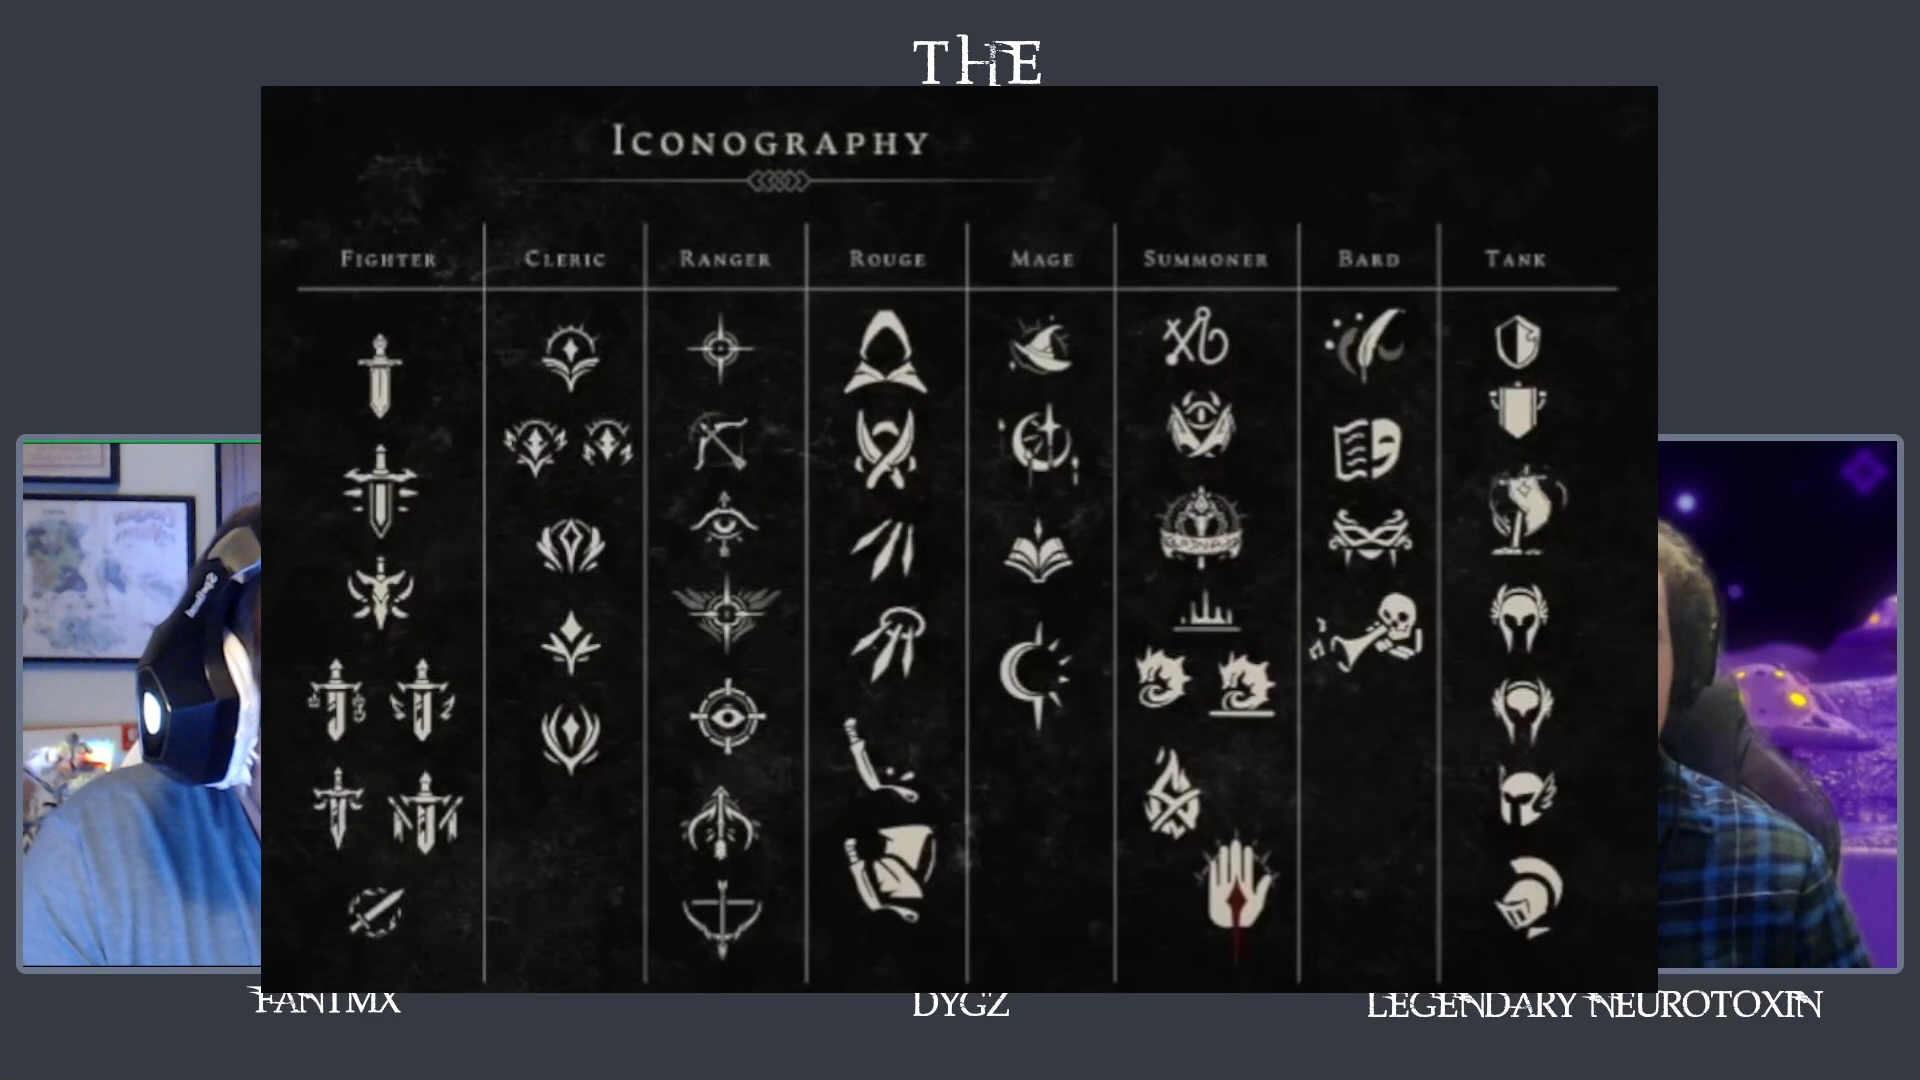 THE
ICONOGRAPHY
FIGHTER CLERIC RANGER ROUGE MAGE SUMMONER BARD TANK
FANTMX DYGZ LEGENDARY NEUROTOXIN